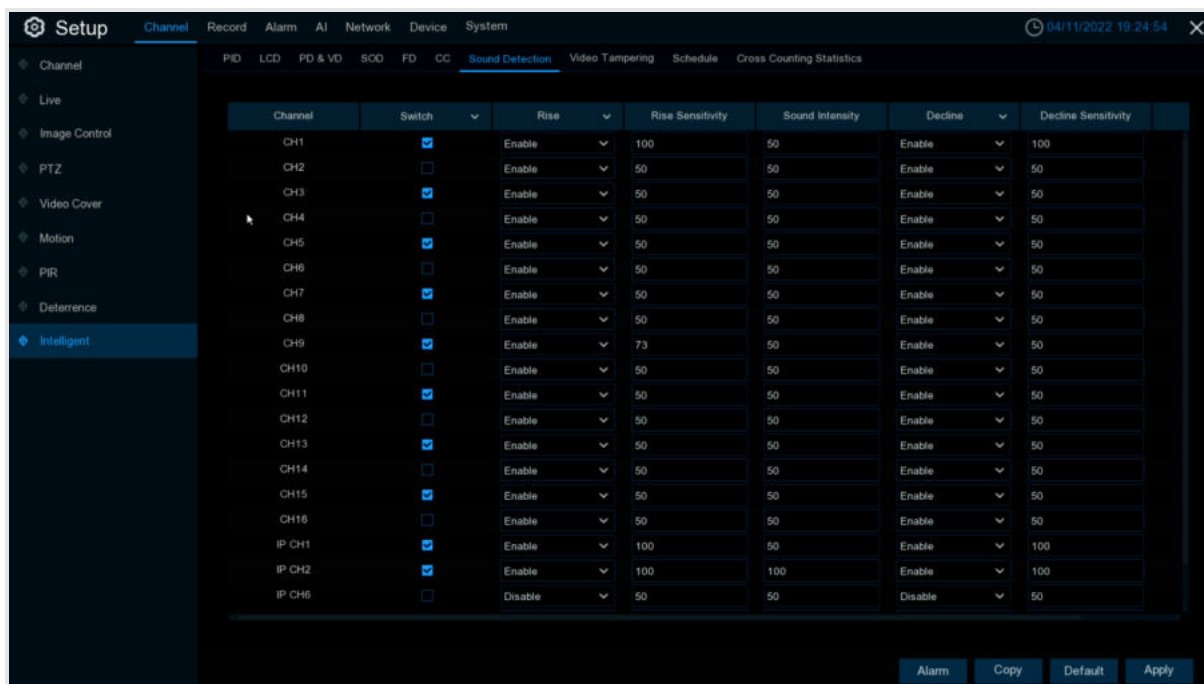 Setup Channel Record Alarm AI Network Device System 04/11/2022 19:24:54
Channel
Live
Image Control
PTZ
Video Cover
Motion
PIR
Deterrence
Intelligent
PID LCD PD & VD SOD FD CC Sound Detection Video Tampering Schedule Cross Counting Statistics
Channel Switch Rise Rise Sensitivity Sound Intensity Decline Decline Sensitivity
CH1 Enable 100 50 Enable 100
CH2 Enable 50 50 Enable 50
CH3 Enable 50 50 Enable 50
CH4 Enable 50 50 Enable 50
CH5 Enable 50 50 Enable 50
CH6 Enable 50 50 Enable 50
CH7 Enable 50 50 Enable 50
CH8 Enable 50 50 Enable 50
CH9 Enable 73 50 Enable 50
CH10 Enable 50 50 Enable 50
CH11 Enable 50 50 Enable 50
CH12 Enable 50 50 Enable 50
CH13 Enable 50 50 Enable 50
CH14 Enable 50 50 Enable 50
CH15 Enable 50 50 Enable 50
CH16 Enable 50 50 Enable 50
IP CH1 Enable 100 50 Enable 100
IP CH2 Enable 100 100 Enable 100
IP CH6 Disable 50 50 Disable 50
Alarm Copy Default Apply